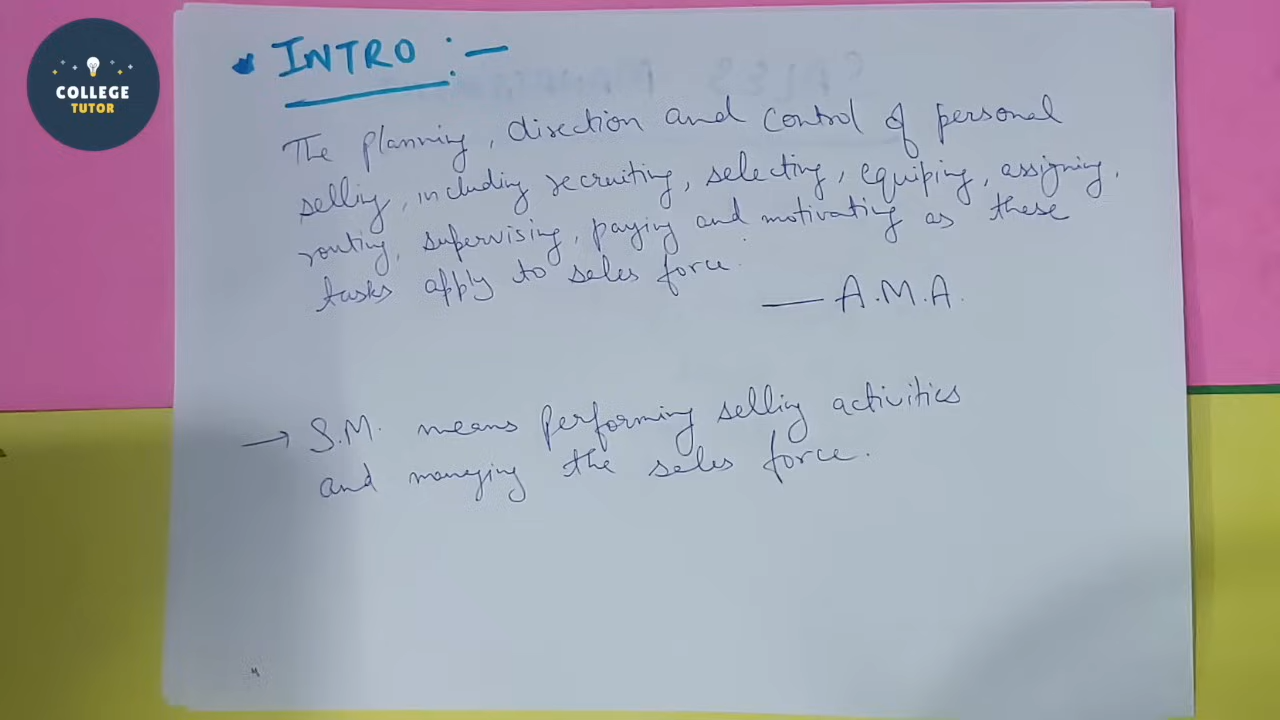 COLLEGE
TUTOR
INTRO :-
The planning, direction and control of personal
selling, including recruiting, selecting, equiping, assigning,
routing, supervising, paying and motivating as these
tasks apply to sales force.
— A.M.A.
→ S.M. means performing selling activities
and managing the sales force.